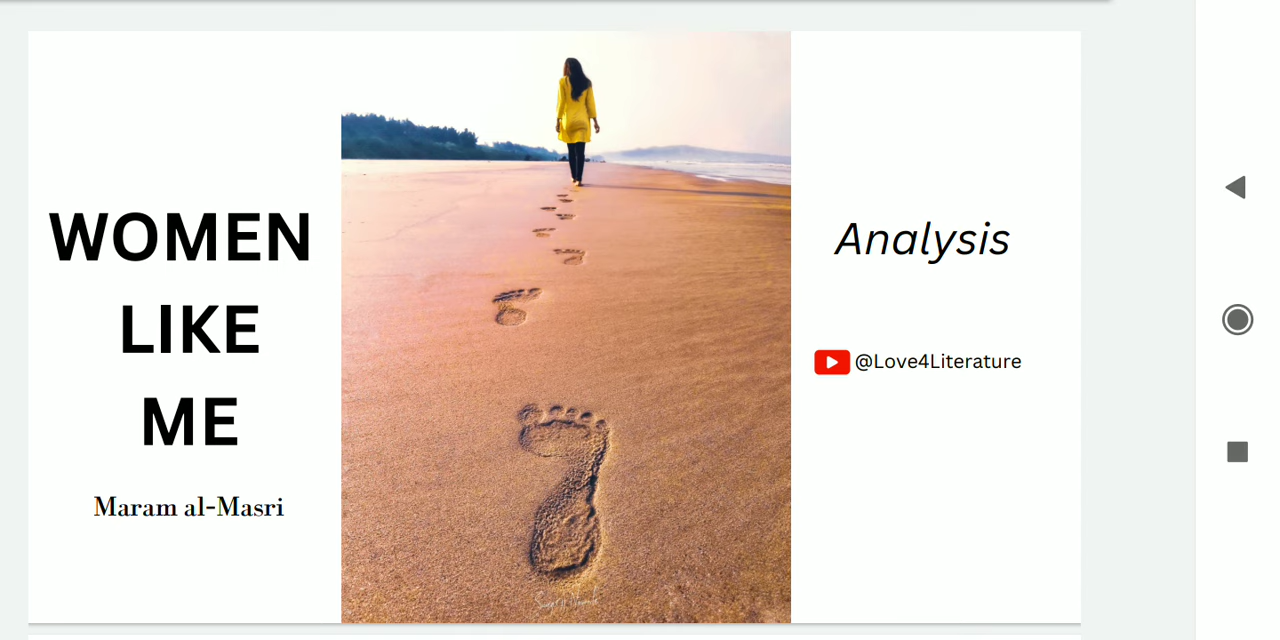 WOMEN
LIKE
ME
Maram al-Masri
Analysis
@Love4Literature